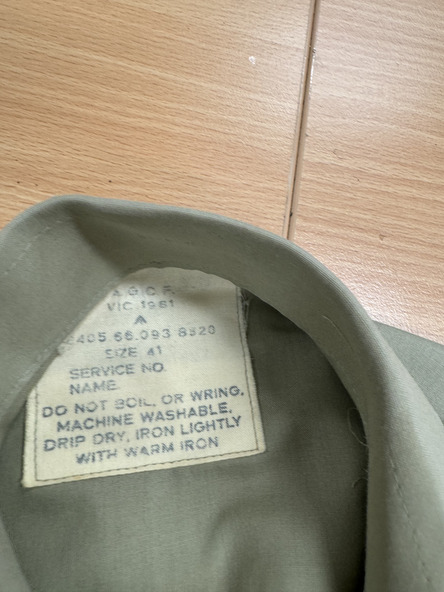 A.G.C.F.
VIC. 1961
8405 66.093 8320
SIZE 41
SERVICE NO.
NAME.
DO NOT BOIL, OR WRING.
MACHINE WASHABLE,
DRIP DRY, IRON LIGHTLY
WITH WARM IRON